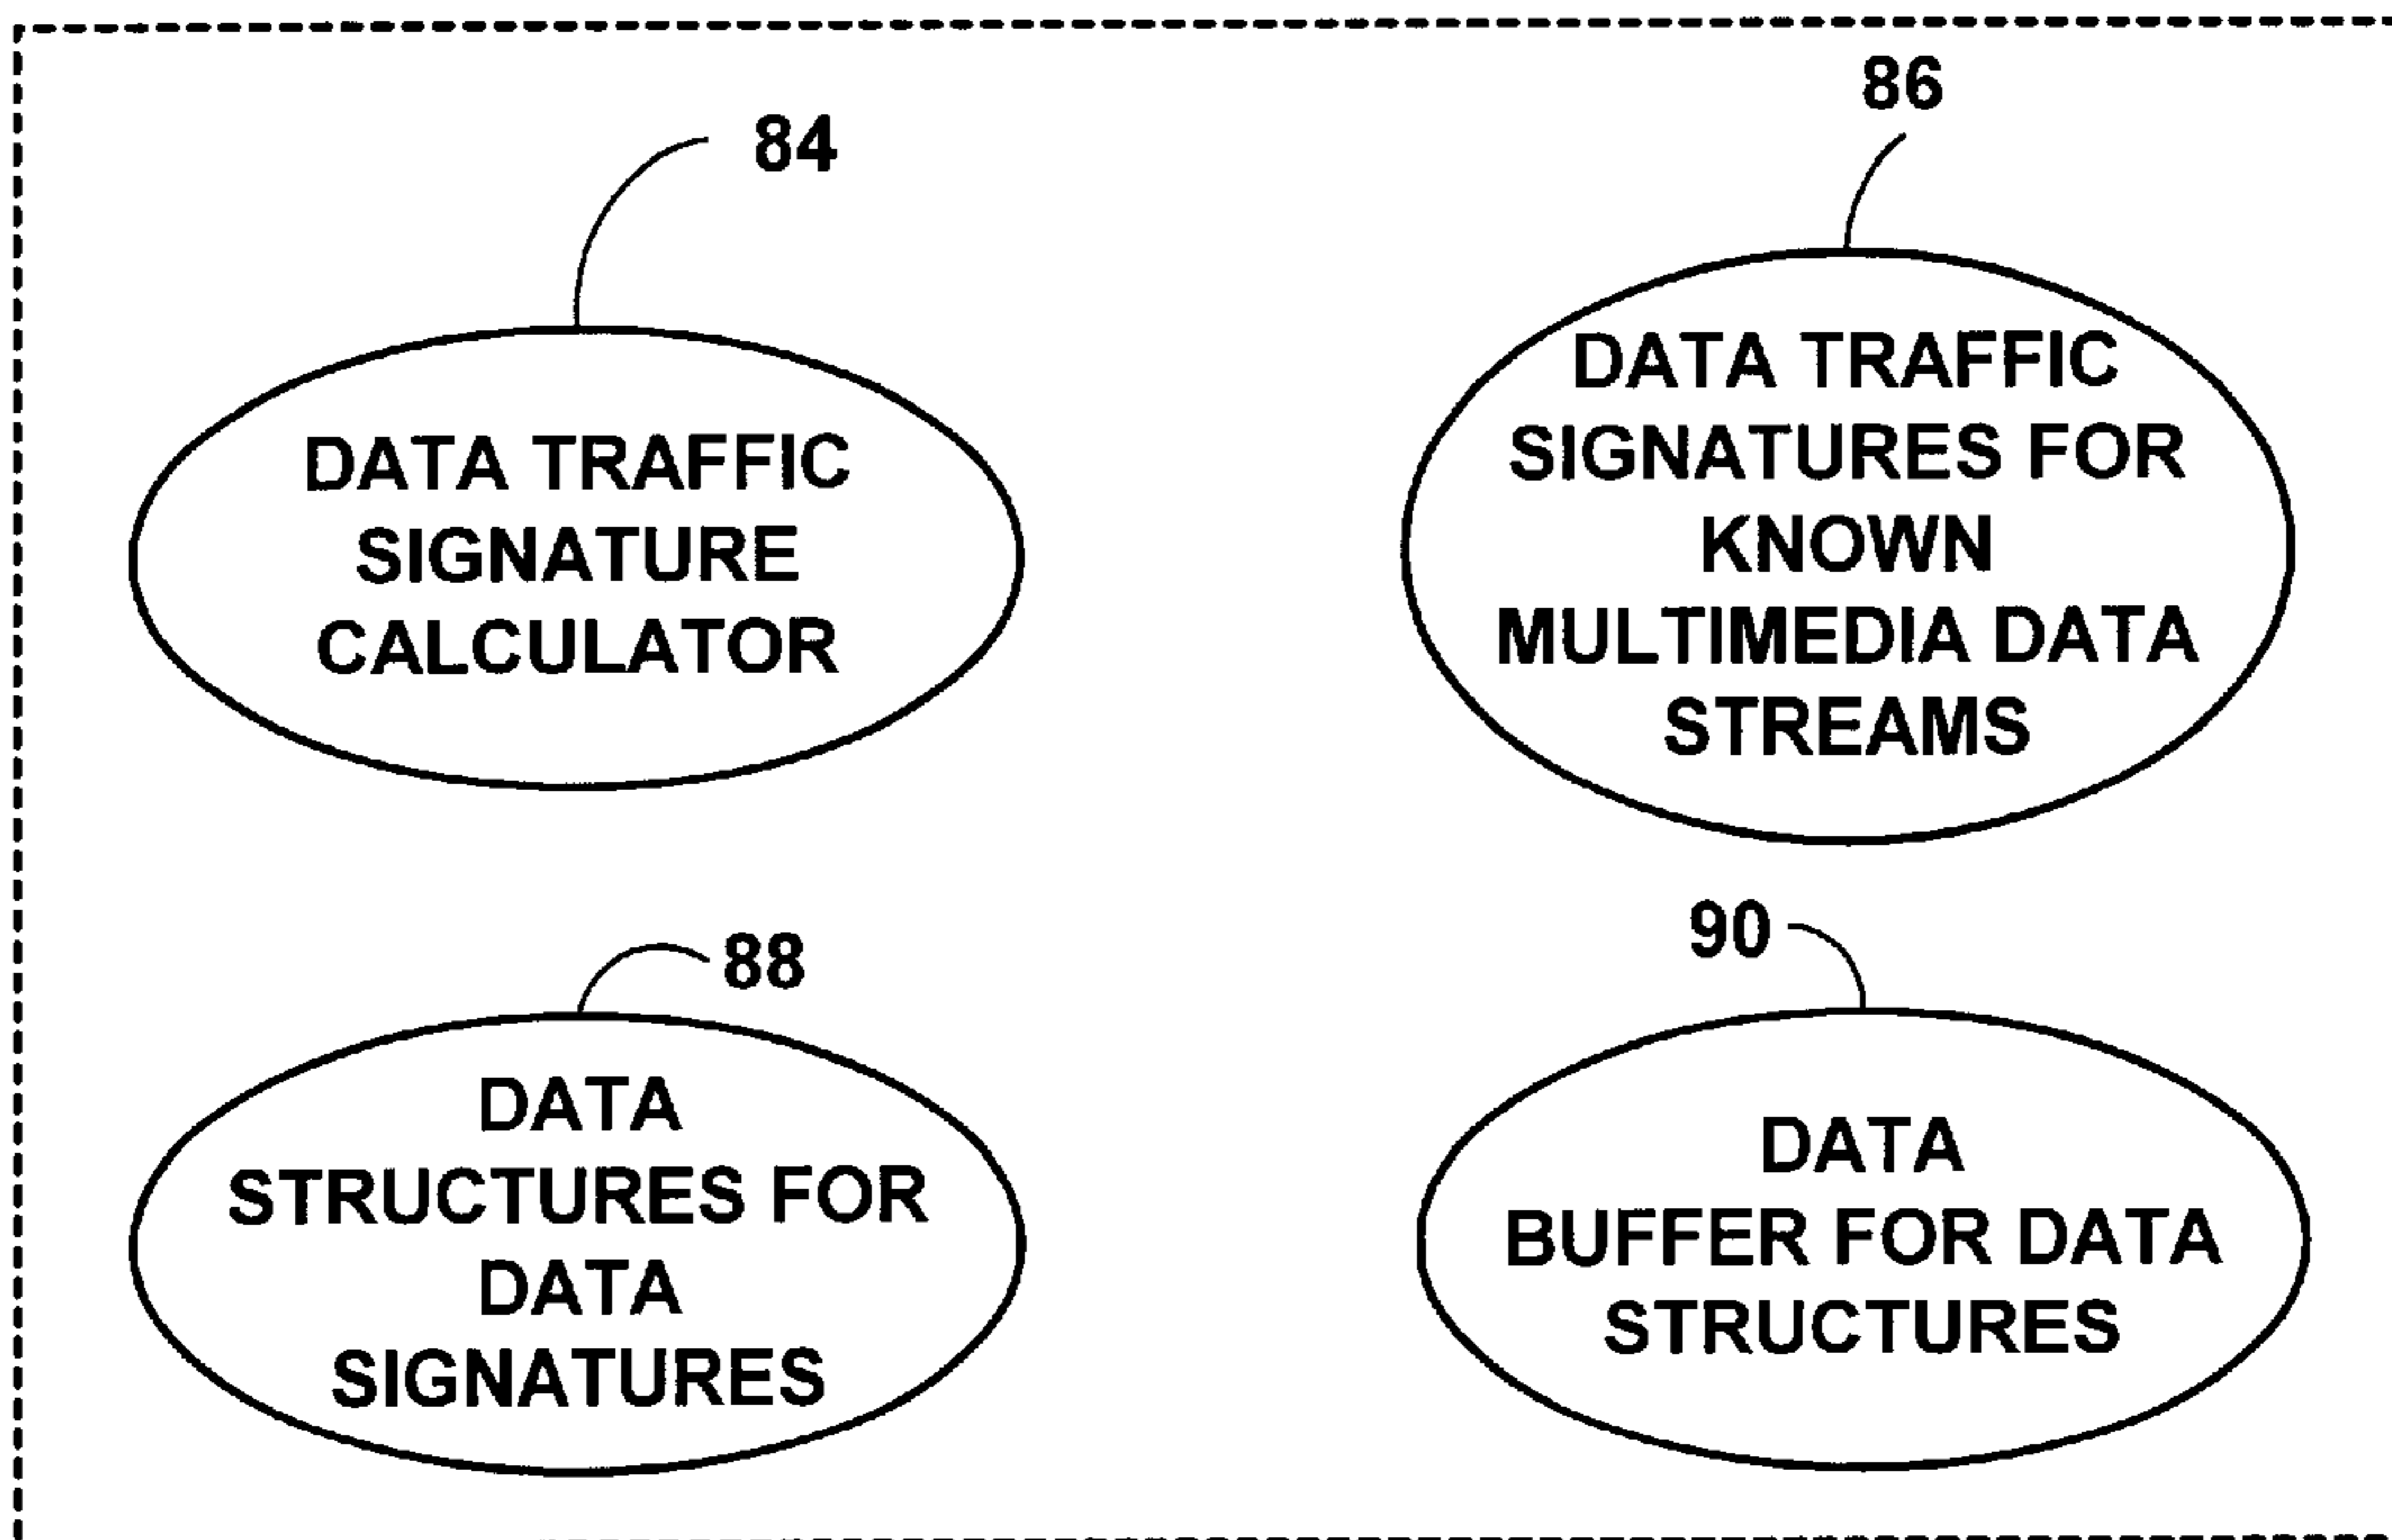 84
DATA TRAFFIC
SIGNATURE
CALCULATOR
86
DATA TRAFFIC
SIGNATURES FOR
KNOWN
MULTIMEDIA DATA
STREAMS
88
DATA
STRUCTURES FOR
DATA
SIGNATURES
90
DATA
BUFFER FOR DATA
STRUCTURES